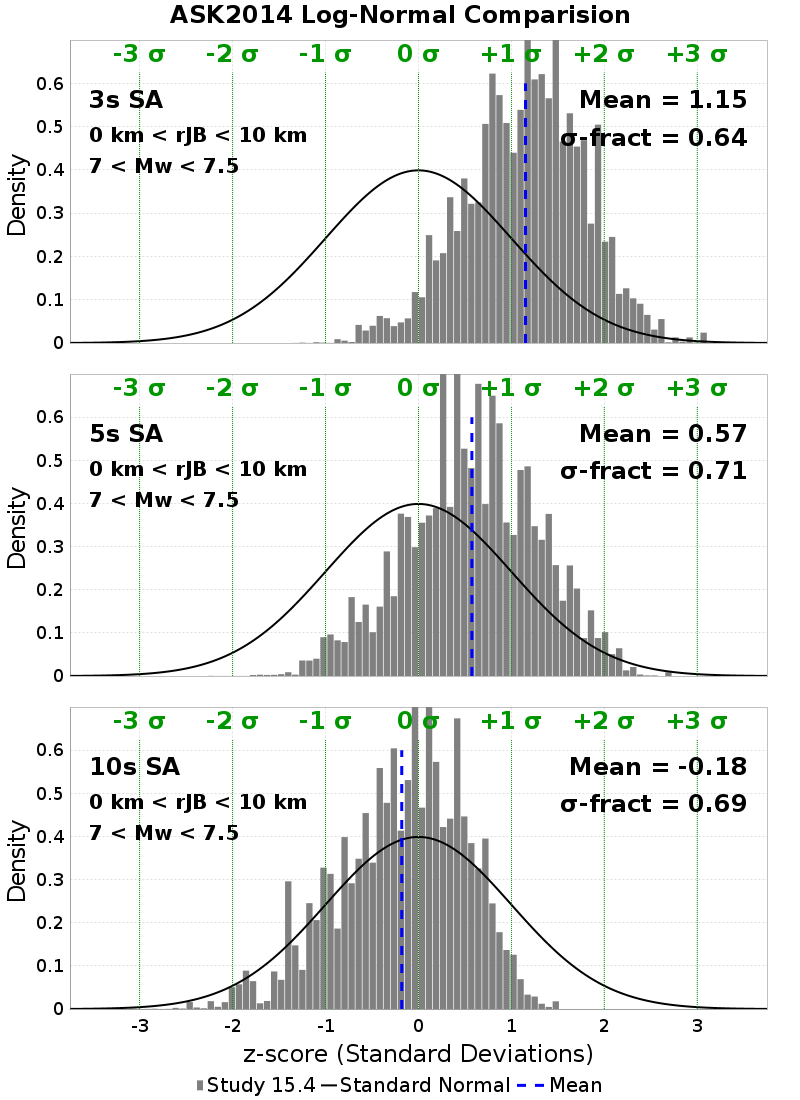 ASK2014 Log-Normal Comparision
-3 σ -2 σ -1 σ 0 σ +1 σ +2 σ +3 σ
3s SA
0 km < rJB < 10 km
7 < Mw < 7.5
Mean = 1.15
σ-fract = 0.64
Density
0.6
0.5
0.4
0.3
0.2
0.1
0
-3 σ -2 σ -1 σ 0 σ +1 σ +2 σ +3 σ
5s SA
0 km < rJB < 10 km
7 < Mw < 7.5
Mean = 0.57
σ-fract = 0.71
Density
0.6
0.5
0.4
0.3
0.2
0.1
0
-3 σ -2 σ -1 σ 0 σ +1 σ +2 σ +3 σ
10s SA
0 km < rJB < 10 km
7 < Mw < 7.5
Mean = -0.18
σ-fract = 0.69
Density
0.6
0.5
0.4
0.3
0.2
0.1
0
-3 -2 -1 0 1 2 3
z-score (Standard Deviations)
Study 15.4 Standard Normal Mean